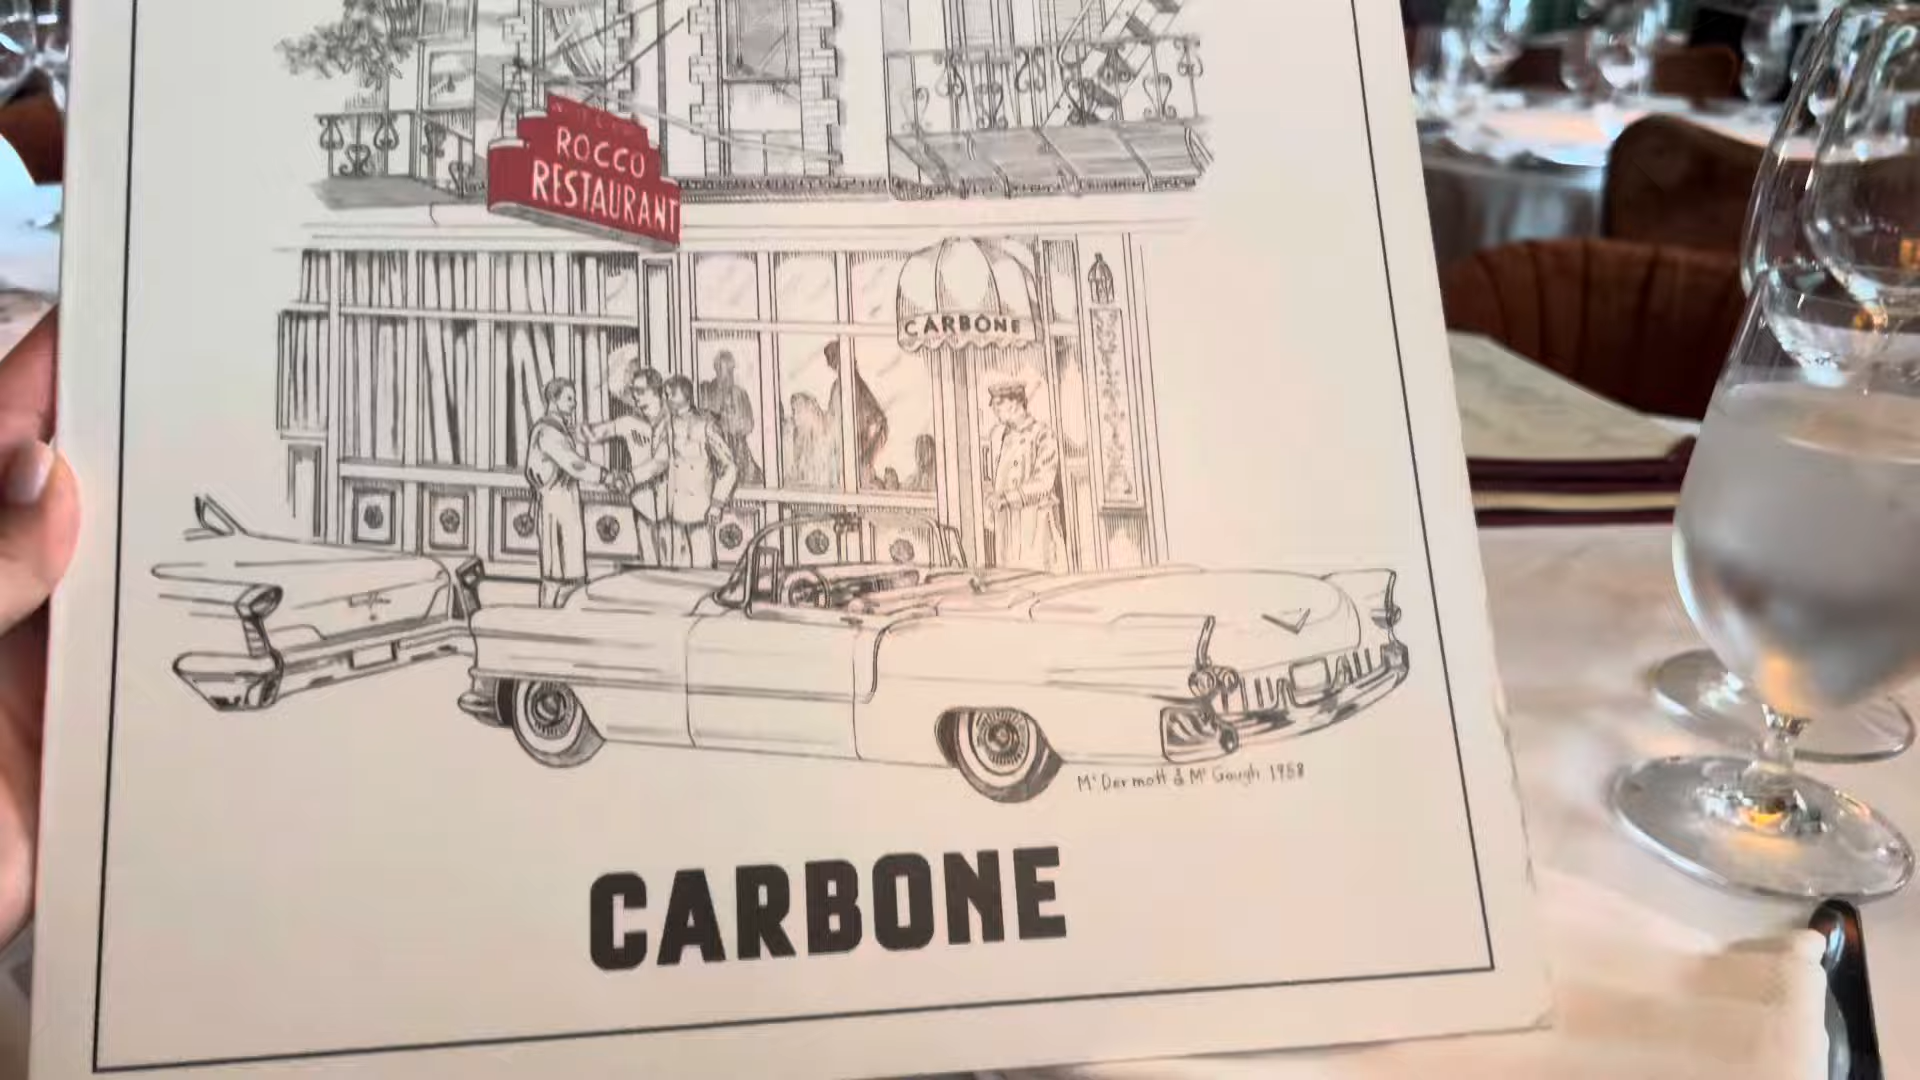 ROCCO
RESTAURANT
CARBONE
McDermott & McGough 1958
CARBONE